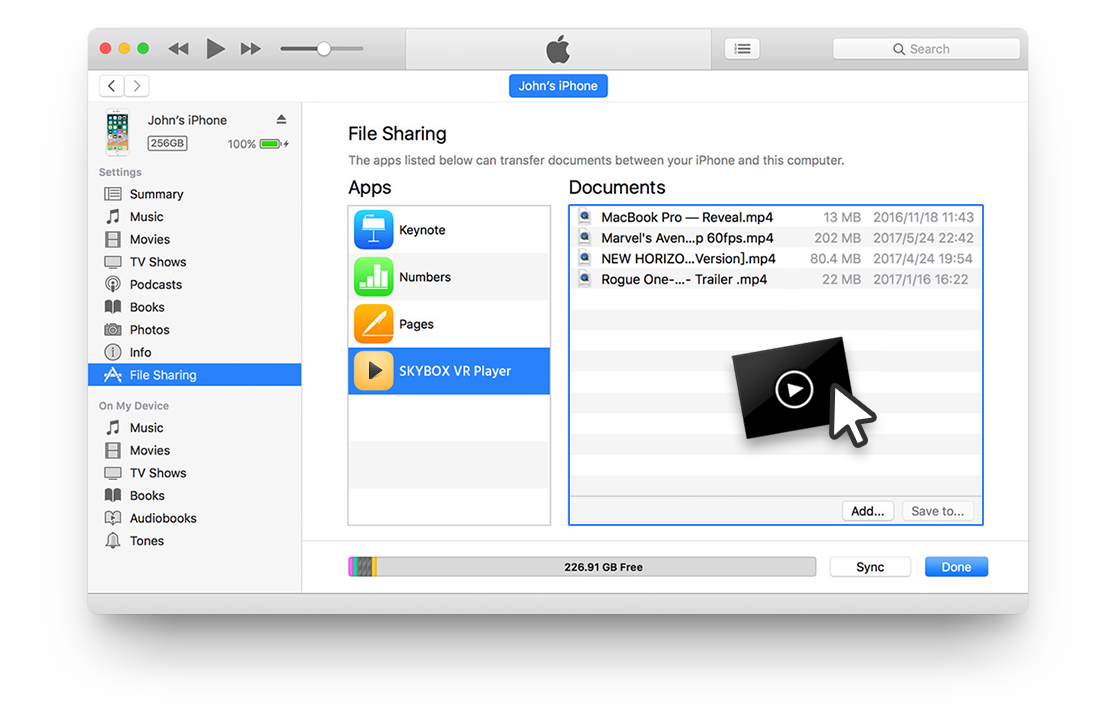 Search
John's iPhone
John's iPhone
256GB 100%
Settings
Summary
Music
Movies
TV Shows
Podcasts
Books
Photos
Info
File Sharing
On My Device
Music
Movies
TV Shows
Books
Audiobooks
Tones
File Sharing
The apps listed below can transfer documents between your iPhone and this computer.
Apps
Keynote
Numbers
Pages
SKYBOX VR Player
Documents
MacBook Pro — Reveal.mp4 13 MB 2016/11/18 11:43
Marvel's Aven...p 60fps.mp4 202 MB 2017/5/24 22:42
NEW HORIZO...Version].mp4 80.4 MB 2017/4/24 19:54
Rogue One-...- Trailer .mp4 22 MB 2017/1/16 16:22
Add... Save to...
226.91 GB Free Sync Done